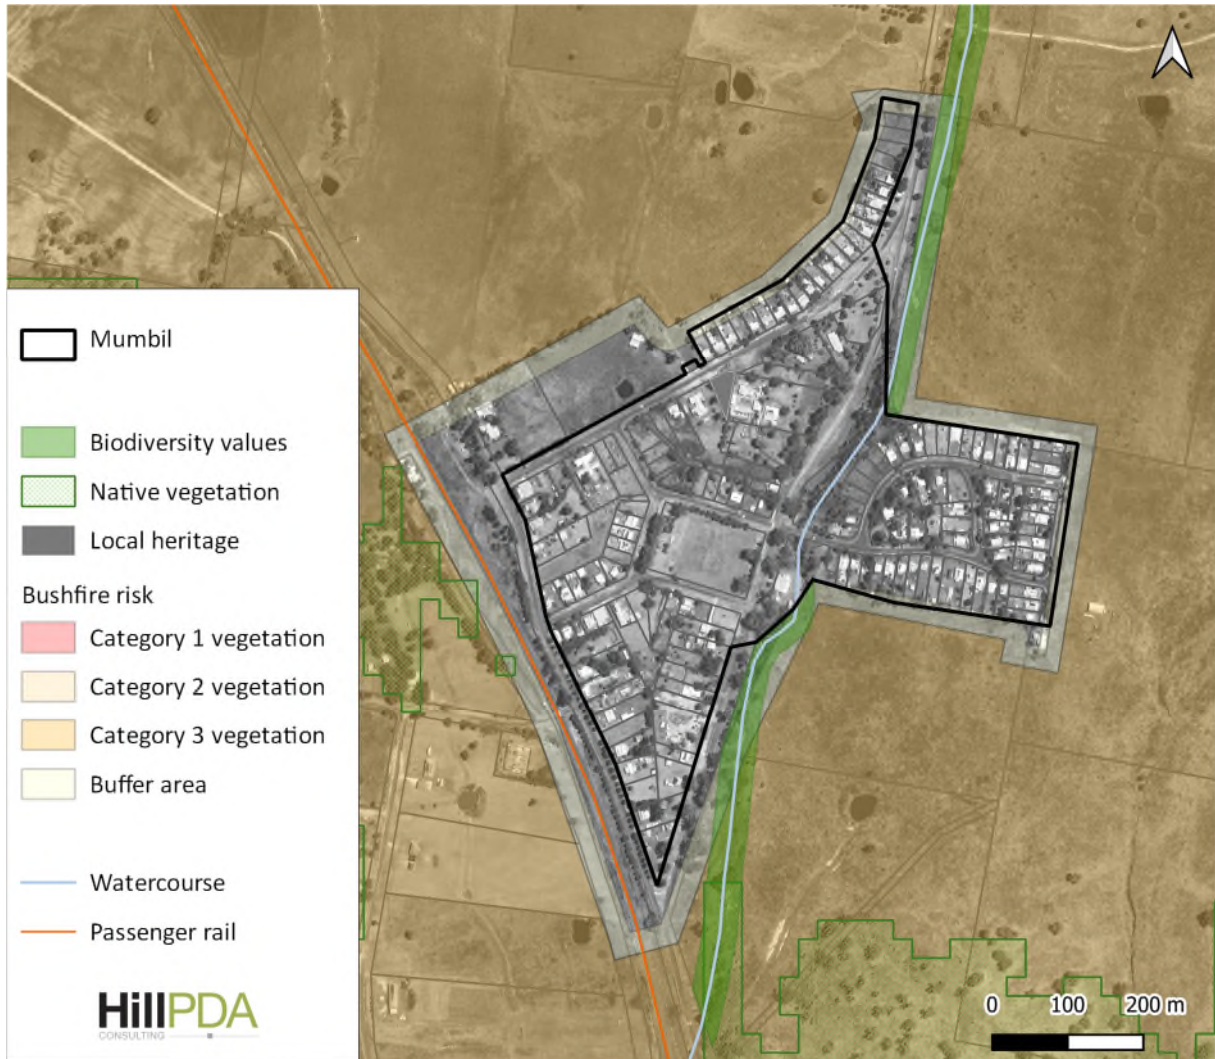 Mumbil
Biodiversity values
Native vegetation
Local heritage
Bushfire risk
Category 1 vegetation
Category 2 vegetation
Category 3 vegetation
Buffer area
Watercourse
Passenger rail
HillPDA
CONSULTING
0 100 200 m